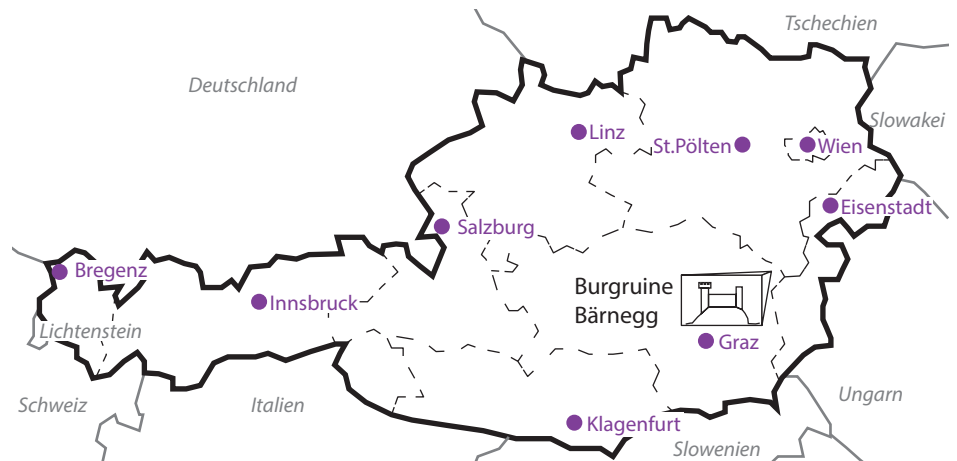 Tschechien
Deutschland
Slowakei
Linz
St.Pölten
Wien
Eisenstadt
Salzburg
Bregenz
Burgruine
Bärnegg
Innsbruck
Lichtenstein
Graz
Schweiz
Italien
Ungarn
Klagenfurt
Slowenien